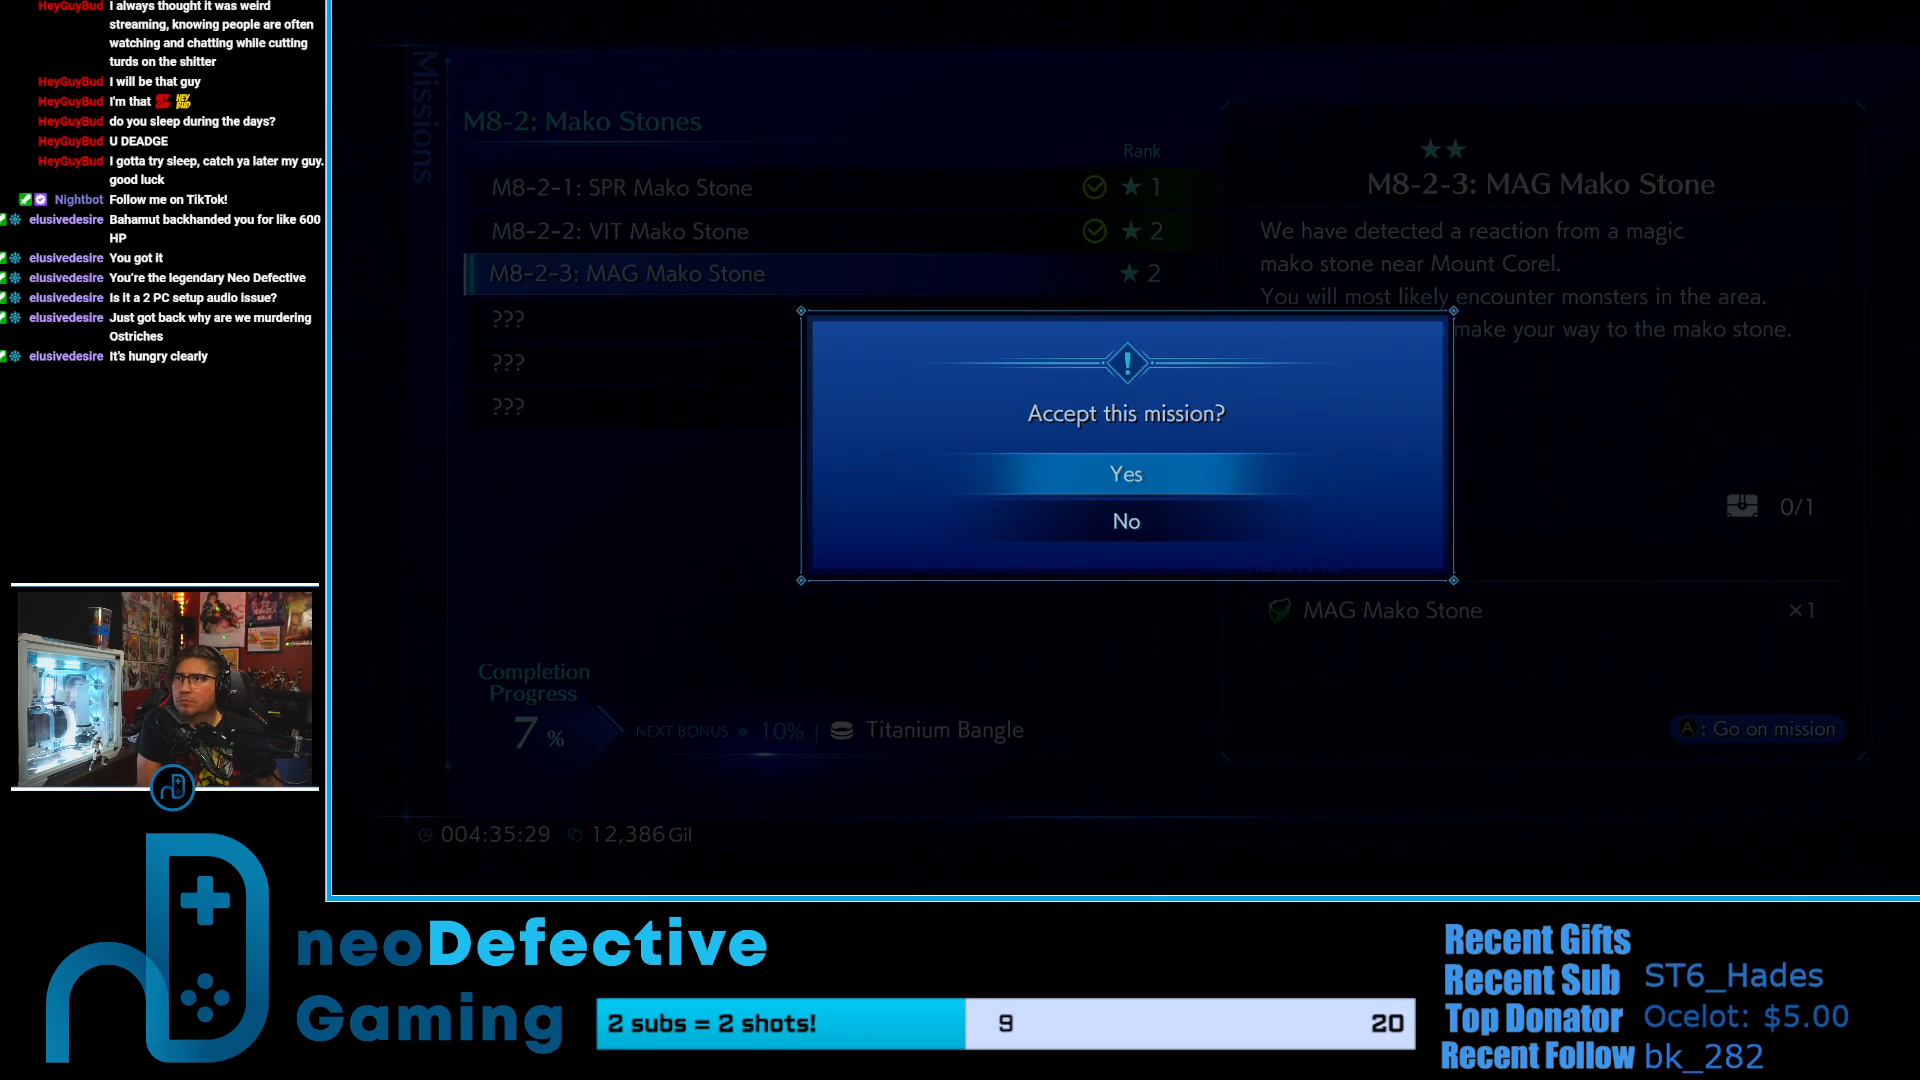 HeyGuyBud I always thought it was weird
streaming, knowing people are often
watching and chatting while cutting
turds on the shitter
HeyGuyBud I will be that guy
HeyGuyBud I'm that HEY GUY HEY BUD
HeyGuyBud do you sleep during the days?
HeyGuyBud U DEADGE
HeyGuyBud I gotta try sleep, catch ya later my guy.
good luck
Nightbot Follow me on TikTok!
elusivedesire Bahamut backhanded you for like 600
HP
elusivedesire You got it
elusivedesire You're the legendary Neo Defective
elusivedesire Is it a 2 PC setup audio issue?
elusivedesire Just got back why are we murdering
Ostriches
elusivedesire It's hungry clearly
Missions
M8-2: Mako Stones
Rank
M8-2-1: SPR Mako Stone ★ 1
M8-2-2: VIT Mako Stone ★ 2
M8-2-3: MAG Mako Stone ★ 2
???
???
???
★★
M8-2-3: MAG Mako Stone
We have detected a reaction from a magic
mako stone near Mount Corel.
You will most likely encounter monsters in the area.
make your way to the mako stone.
!
Accept this mission?
Yes
No
0/1
MAG Mako Stone ×1
Completion
Progress
7 %
NEXT BONUS 10% | Titanium Bangle
A : Go on mission
004:35:29 12,386 Gil
nD
neoDefective
Gaming
2 subs = 2 shots! 9 20
Recent Gifts
Recent Sub ST6_Hades
Top Donator Ocelot: $5.00
Recent Follow bk_282